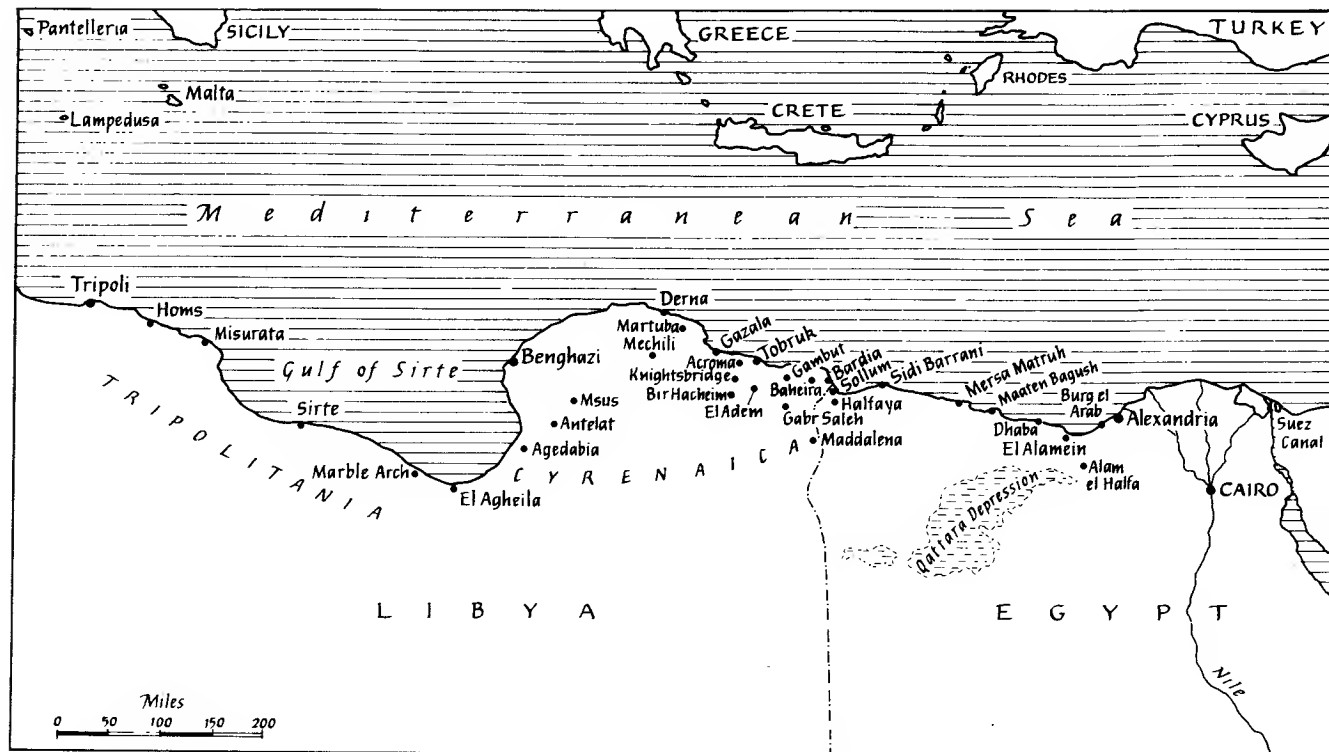 Pantelleria
SICILY
GREECE
TURKEY
RHODES
Malta
Lampedusa
CRETE
CYPRUS
Mediterranean Sea
Tripoli
Homs
Misurata
Gulf of Sirte
Sirte
Marble Arch
El Agheila
TRIPOLITANIA
Benghazi
Msus
Antelat
Agedabia
CYRENAICA
Derna
Martuba
Mechili
Gazala
Tobruk
Acroma
Knightsbridge
Bir Hacheim
El Adem
Gambut
Baheira
Bardia
Sollum
Halfaya
Gabr Saleh
Maddalena
Sidi Barrani
Mersa Matruh
Maaten Bagush
Burg el
Arab
Dhaba
El Alamein
Alexandria
Alam
el Halfa
Suez
Canal
CAIRO
Qattara Depression
LIBYA
EGYPT
Nile
Miles
0 50 100 150 200